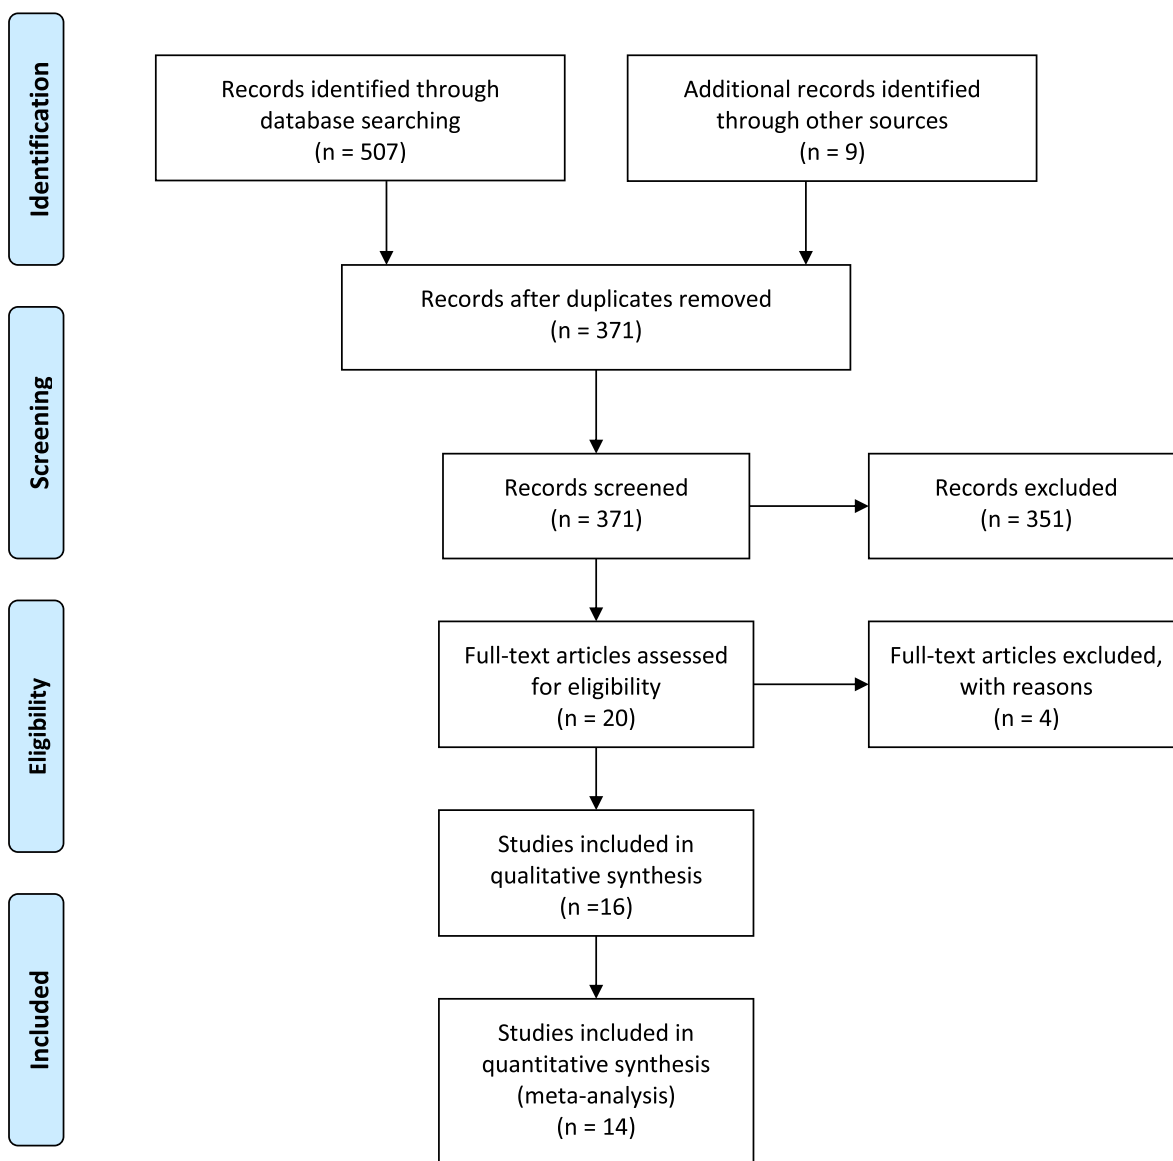 Identification
Records identified through
database searching
(n = 507)
Additional records identified
through other sources
(n = 9)
Records after duplicates removed
(n = 371)
Screening
Records screened
(n = 371)
Records excluded
(n = 351)
Eligibility
Full-text articles assessed
for eligibility
(n = 20)
Full-text articles excluded,
with reasons
(n = 4)
Studies included in
qualitative synthesis
(n =16)
Included
Studies included in
quantitative synthesis
(meta-analysis)
(n = 14)